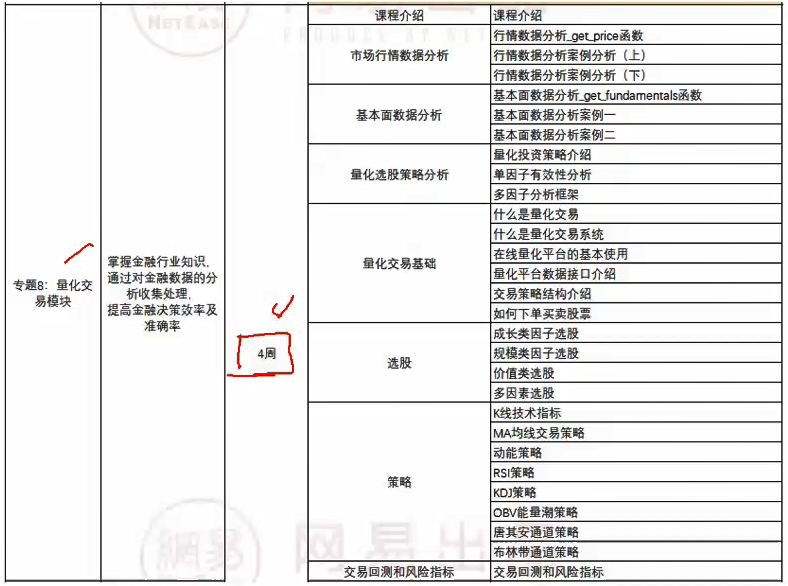 课程介绍 课程介绍
市场行情数据分析 行情数据分析_get_price函数
行情数据分析案例分析（上）
行情数据分析案例分析（下）
基本面数据分析 基本面数据分析_get_fundamentals函数
基本面数据分析案例一
基本面数据分析案例二
量化选股策略分析 量化投资策略介绍
单因子有效性分析
多因子分析框架
专题8：量化交
易模块
掌握金融行业知识，
通过对金融数据的分
析收集处理，
提高金融决策效率及
准确率
4周
量化交易基础 什么是量化交易
什么是量化交易系统
在线量化平台的基本使用
量化平台数据接口介绍
交易策略结构介绍
如何下单买卖股票
选股 成长类因子选股
规模类因子选股
价值类选股
多因素选股
策略 K线技术指标
MA均线交易策略
动能策略
RSI策略
KDJ策略
OBV能量潮策略
唐其安通道策略
布林带通道策略
交易回测和风险指标 交易回测和风险指标
NETEASE
網易
网易出